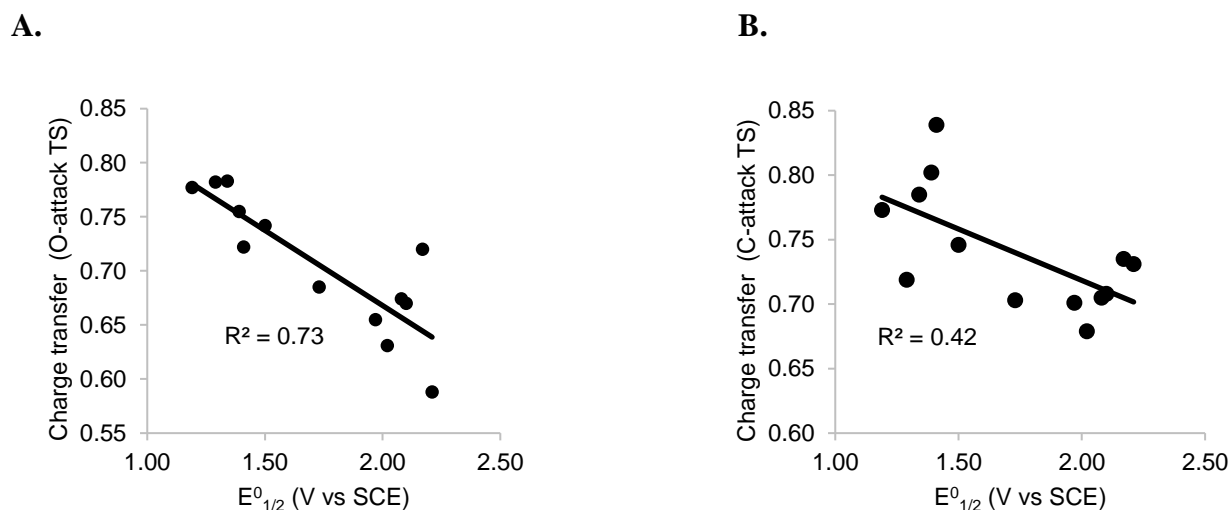 A.
Charge transfer (O-attack TS)
0.85
0.80
0.75
0.70
0.65
0.60
0.55
R² = 0.73
1.00 1.50 2.00 2.50
E⁰₁/₂ (V vs SCE)
B.
Charge transfer (C-attack TS)
0.85
0.80
0.75
0.70
0.65
0.60
R² = 0.42
1.00 1.50 2.00 2.50
E⁰₁/₂ (V vs SCE)